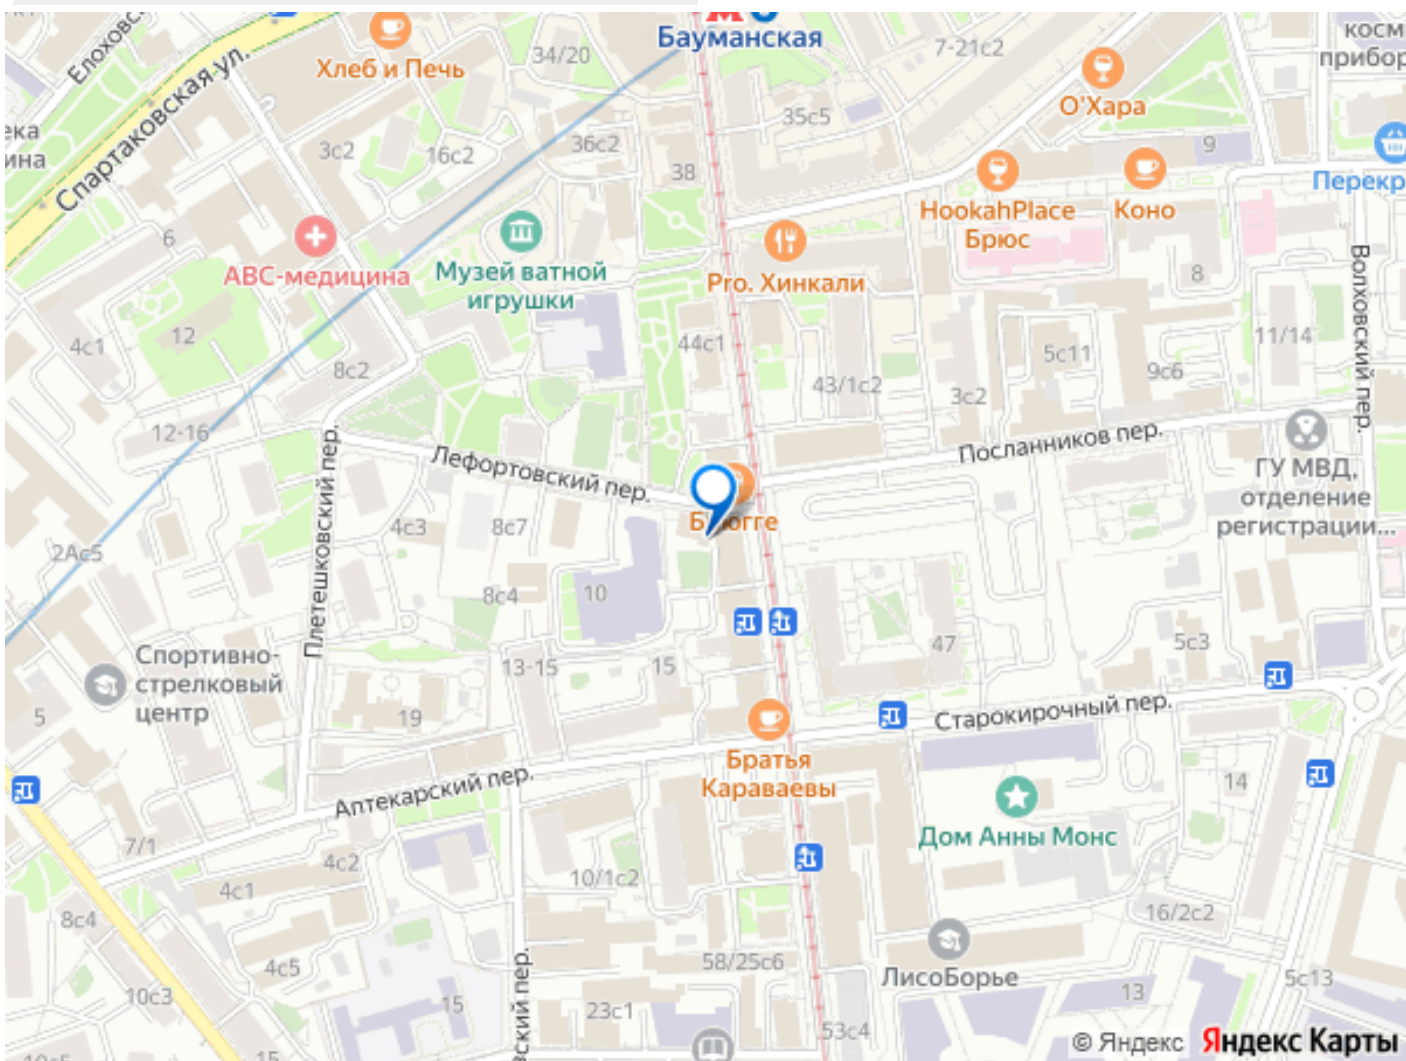 Бауманская
34/20
7-21с2
косм
прибор
Елоховс
Спартаковская ул.
Хлеб и Печь
О'Хара
ека
ина
3с2
16с2
36с2
35с5
38
9
Перекр
HookahPlace
Брюс
Коно
6
АВС-медицина
Музей ватной
игрушки
Pro. Хинкали
8
Волховский пер.
4с1
12
8с2
44с1
43/1с2
5с11
3с2
9с6
11/14
12-16
Лефортовский пер.
Посланников пер.
ГУ МВД,
отделение
регистрации...
Плетешковский пер.
4с3
8с7
2Ас5
8с4
10
47
5с3
Спортивно-
стрелковый
центр
13-15
15
5
19
Старокирочный пер.
Братья
Караваевы
Аптекарский пер.
14
Дом Анны Монс
7/1
4с2
4с1
10/1с2
8с4
16/2с2
4с5
58/25с6
ЛисоБорье
5с13
10с3
15
ский пер.
23с1
53с4
13
15
© Яндекс Яндекс Карты